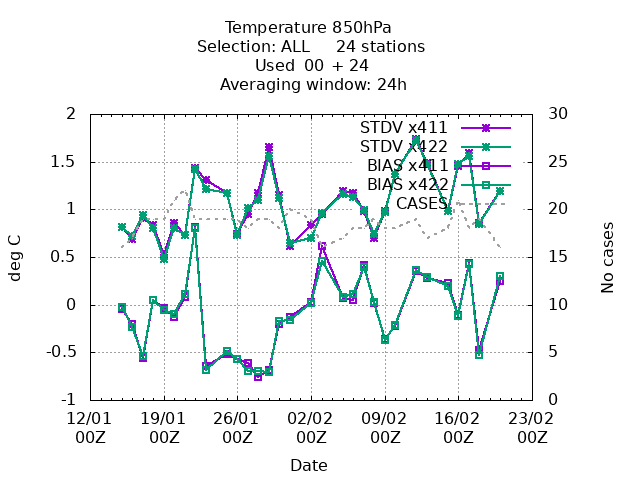 Temperature 850hPa
Selection: ALL 24 stations
Used 00 + 24
Averaging window: 24h
2 30
STDV x411
STDV x422
1.5 25
BIAS x411
BIAS x422
CASES
1 20
0.5 15
0 10
-0.5 5
-1 0
deg C
No cases
12/01 19/01 26/01 02/02 09/02 16/02 23/02
00Z 00Z 00Z 00Z 00Z 00Z 00Z
Date